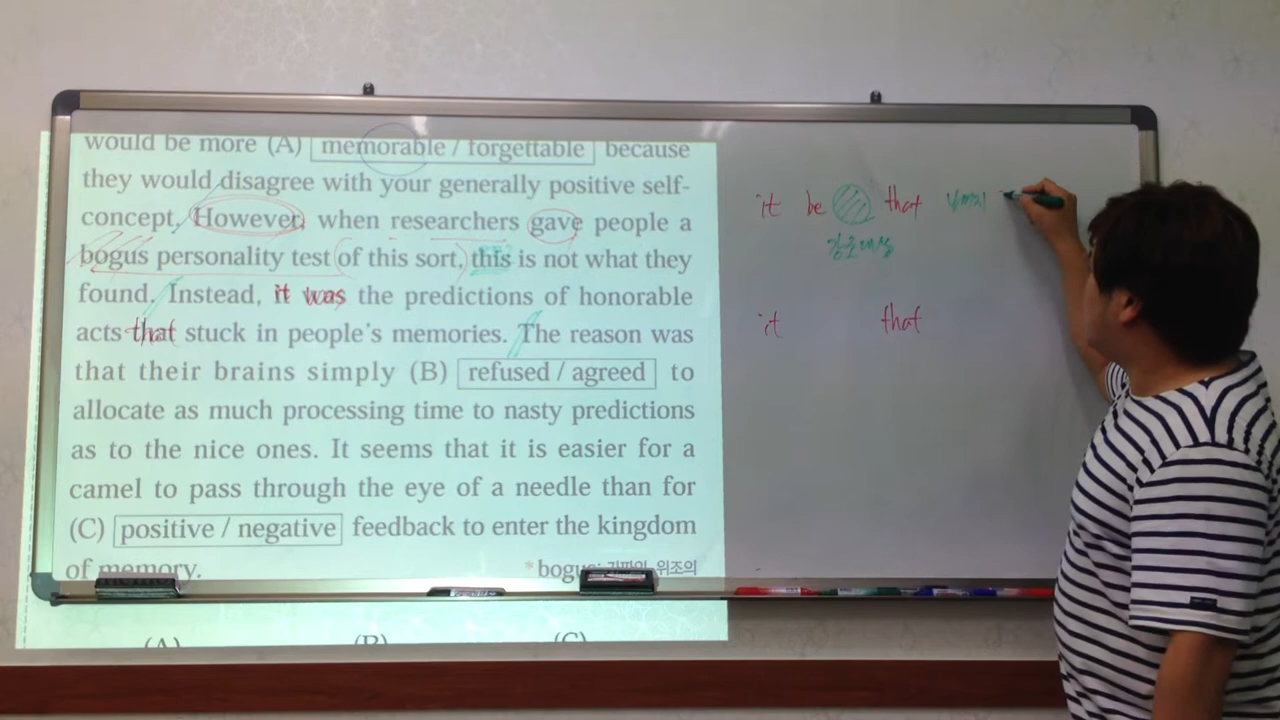 would be more (A) memorable / forgettable because
they would disagree with your generally positive self-
concept. However, when researchers gave people a
bogus personality test of this sort, this is not what they
found. Instead, it was the predictions of honorable
acts that stuck in people's memories. The reason was
that their brains simply (B) refused / agreed to
allocate as much processing time to nasty predictions
as to the nice ones. It seems that it is easier for a
camel to pass through the eye of a needle than for
(C) positive / negative feedback to enter the kingdom
of memory.
*bogus: 위조의
(A) (B) (C)
it be that 나머지
강조대상
it that